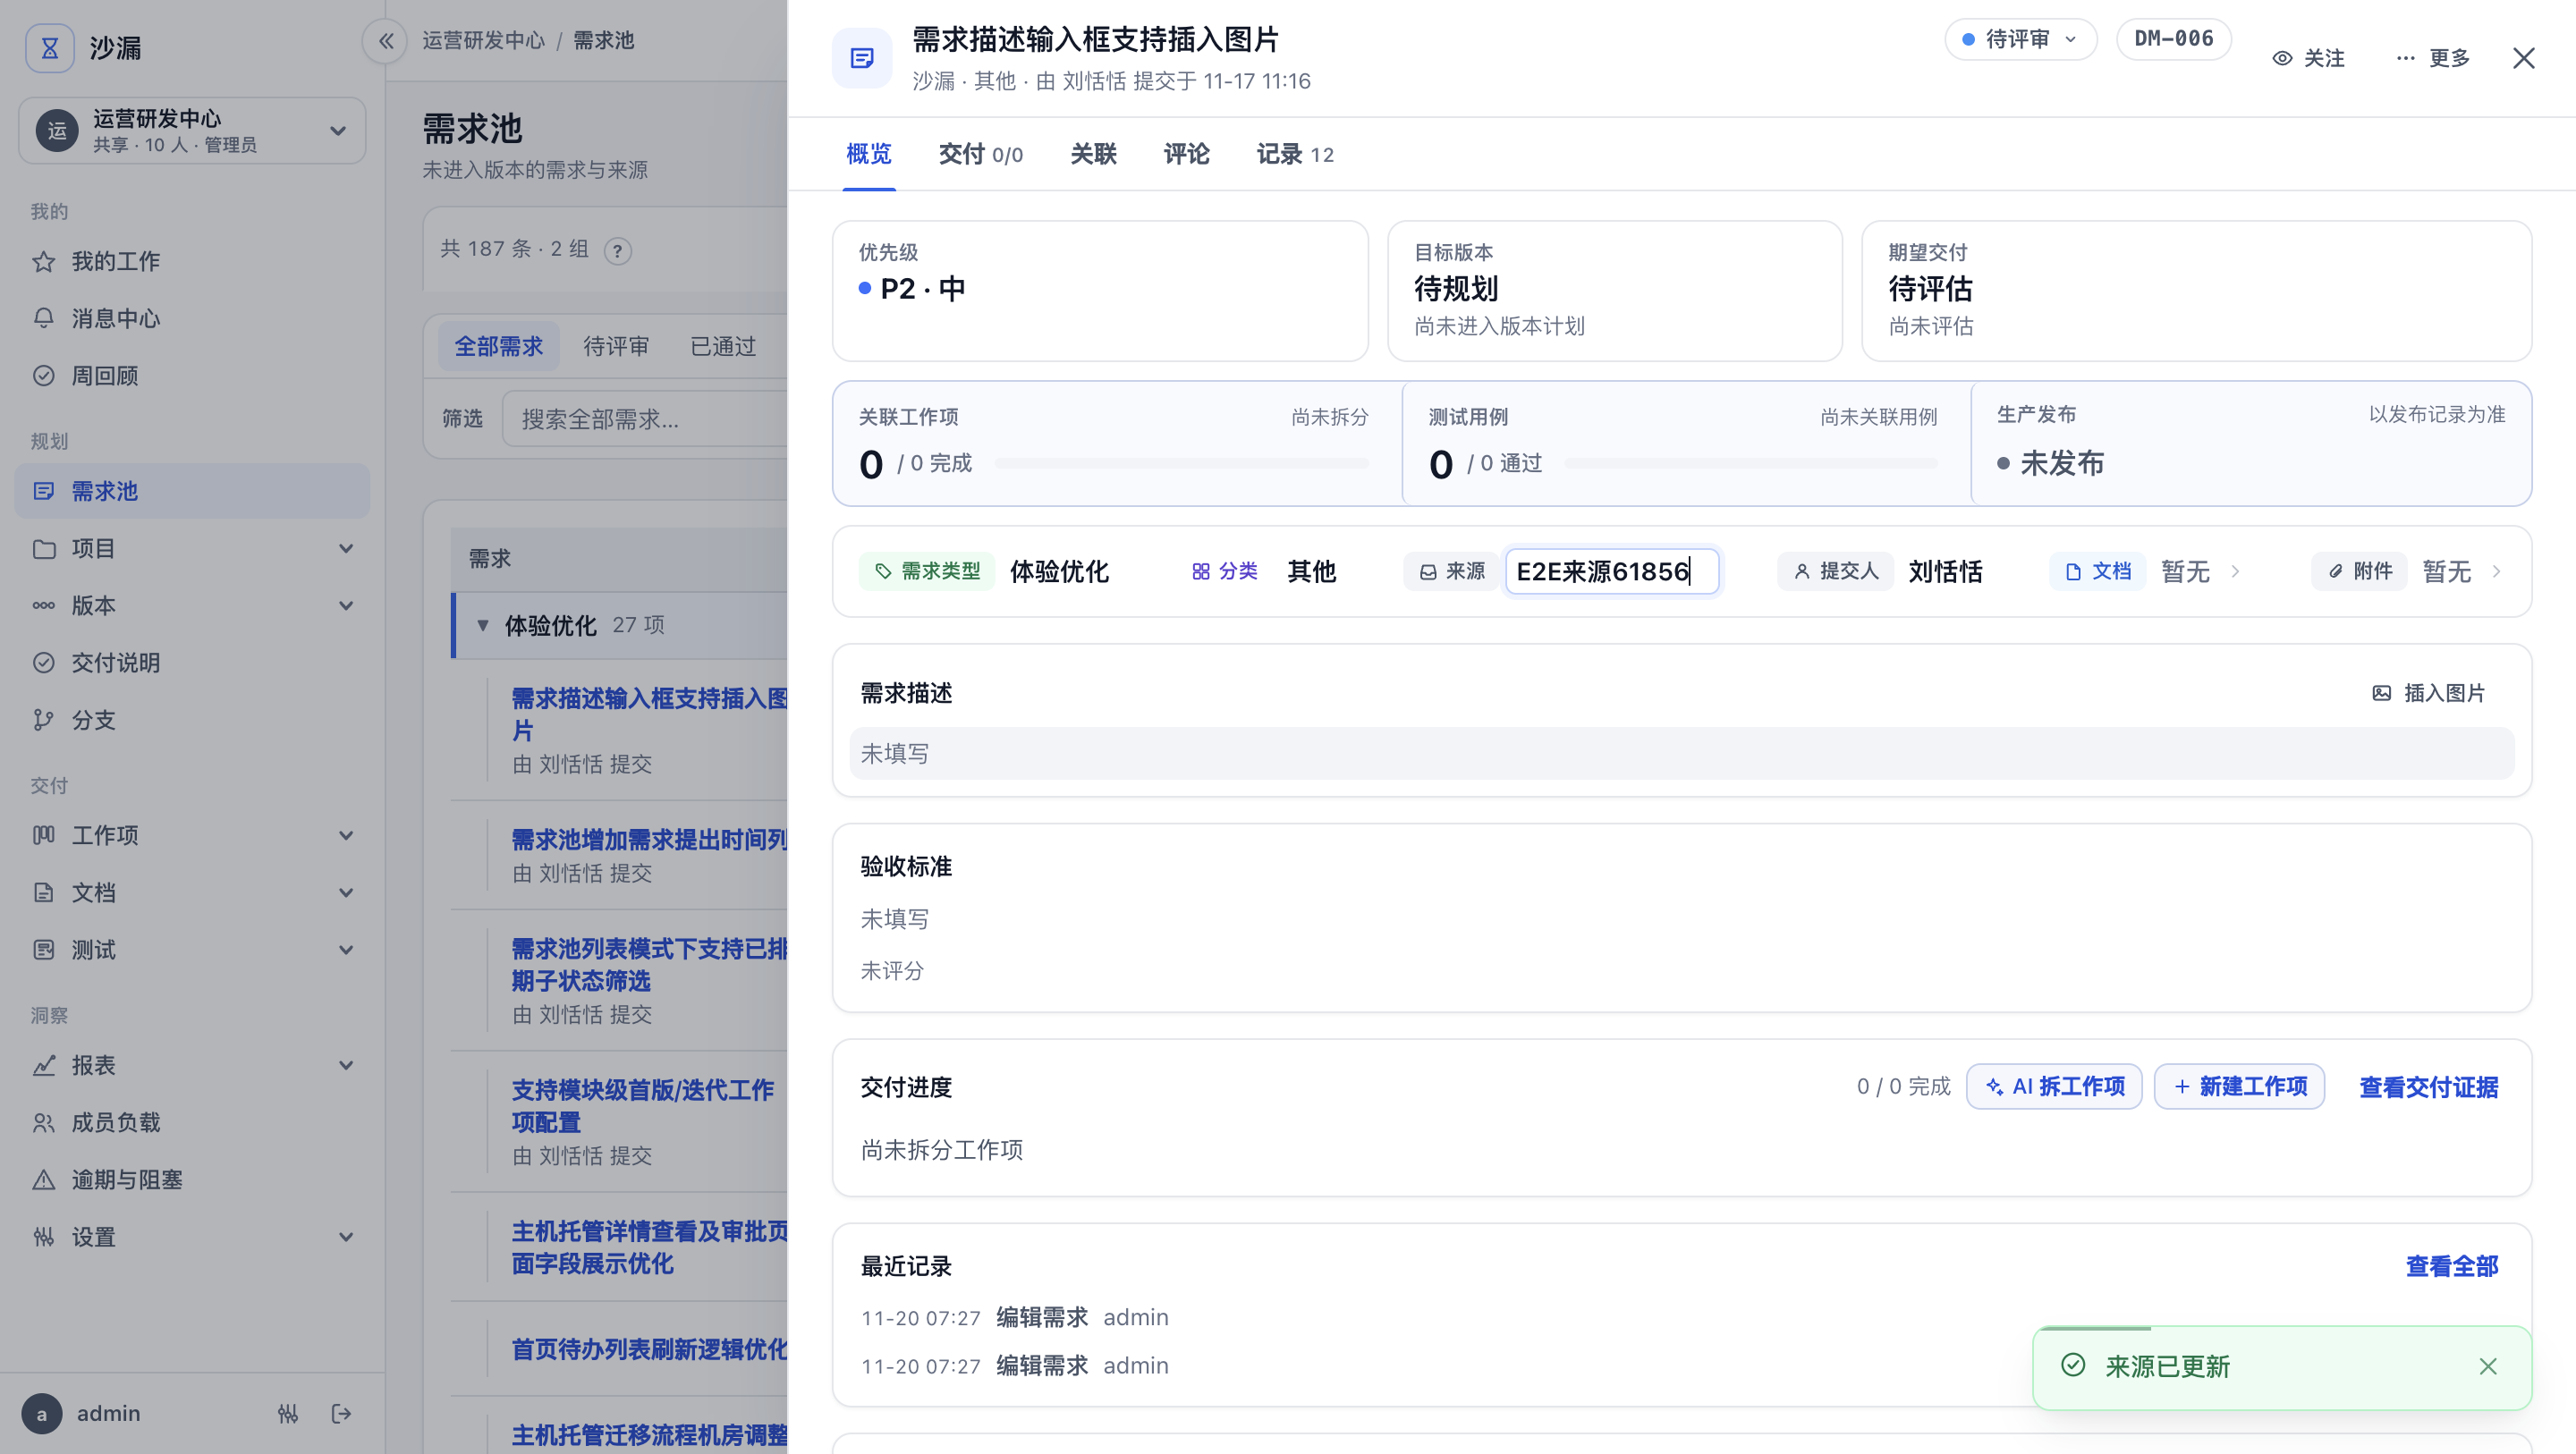 沙漏
运营研发中心
共享 · 10 人 · 管理员
我的
我的工作
消息中心
周回顾
规划
需求池
项目
版本
交付说明
分支
交付
工作项
文档
测试
洞察
报表
成员负载
逾期与阻塞
设置
a admin
运营研发中心 / 需求池
需求池
未进入版本的需求与来源
共 187 条 · 2 组 ?
全部需求 待评审 已通过
筛选 搜索全部需求...
需求
体验优化 27 项
需求描述输入框支持插入图
片
由 刘恬恬 提交
需求池增加需求提出时间列
由 刘恬恬 提交
需求池列表模式下支持已排
期子状态筛选
由 刘恬恬 提交
支持模块级首版/迭代工作
项配置
由 刘恬恬 提交
主机托管详情查看及审批页
面字段展示优化
首页待办列表刷新逻辑优化
主机托管迁移流程机房调整
需求描述输入框支持插入图片
沙漏 · 其他 · 由 刘恬恬 提交于 11-17 11:16
待评审 DM-006 关注 更多
概览 交付 0/0 关联 评论 记录 12
优先级
P2 · 中
目标版本
待规划
尚未进入版本计划
期望交付
待评估
尚未评估
关联工作项 尚未拆分
0 / 0 完成
测试用例 尚未关联用例
0 / 0 通过
生产发布 以发布记录为准
未发布
需求类型 体验优化 分类 其他 来源 E2E来源61856 提交人 刘恬恬 文档 暂无 附件 暂无
需求描述 插入图片
未填写
验收标准
未填写
未评分
交付进度 0 / 0 完成 AI 拆工作项 新建工作项 查看交付证据
尚未拆分工作项
最近记录 查看全部
11-20 07:27 编辑需求 admin
11-20 07:27 编辑需求 admin
来源已更新
运